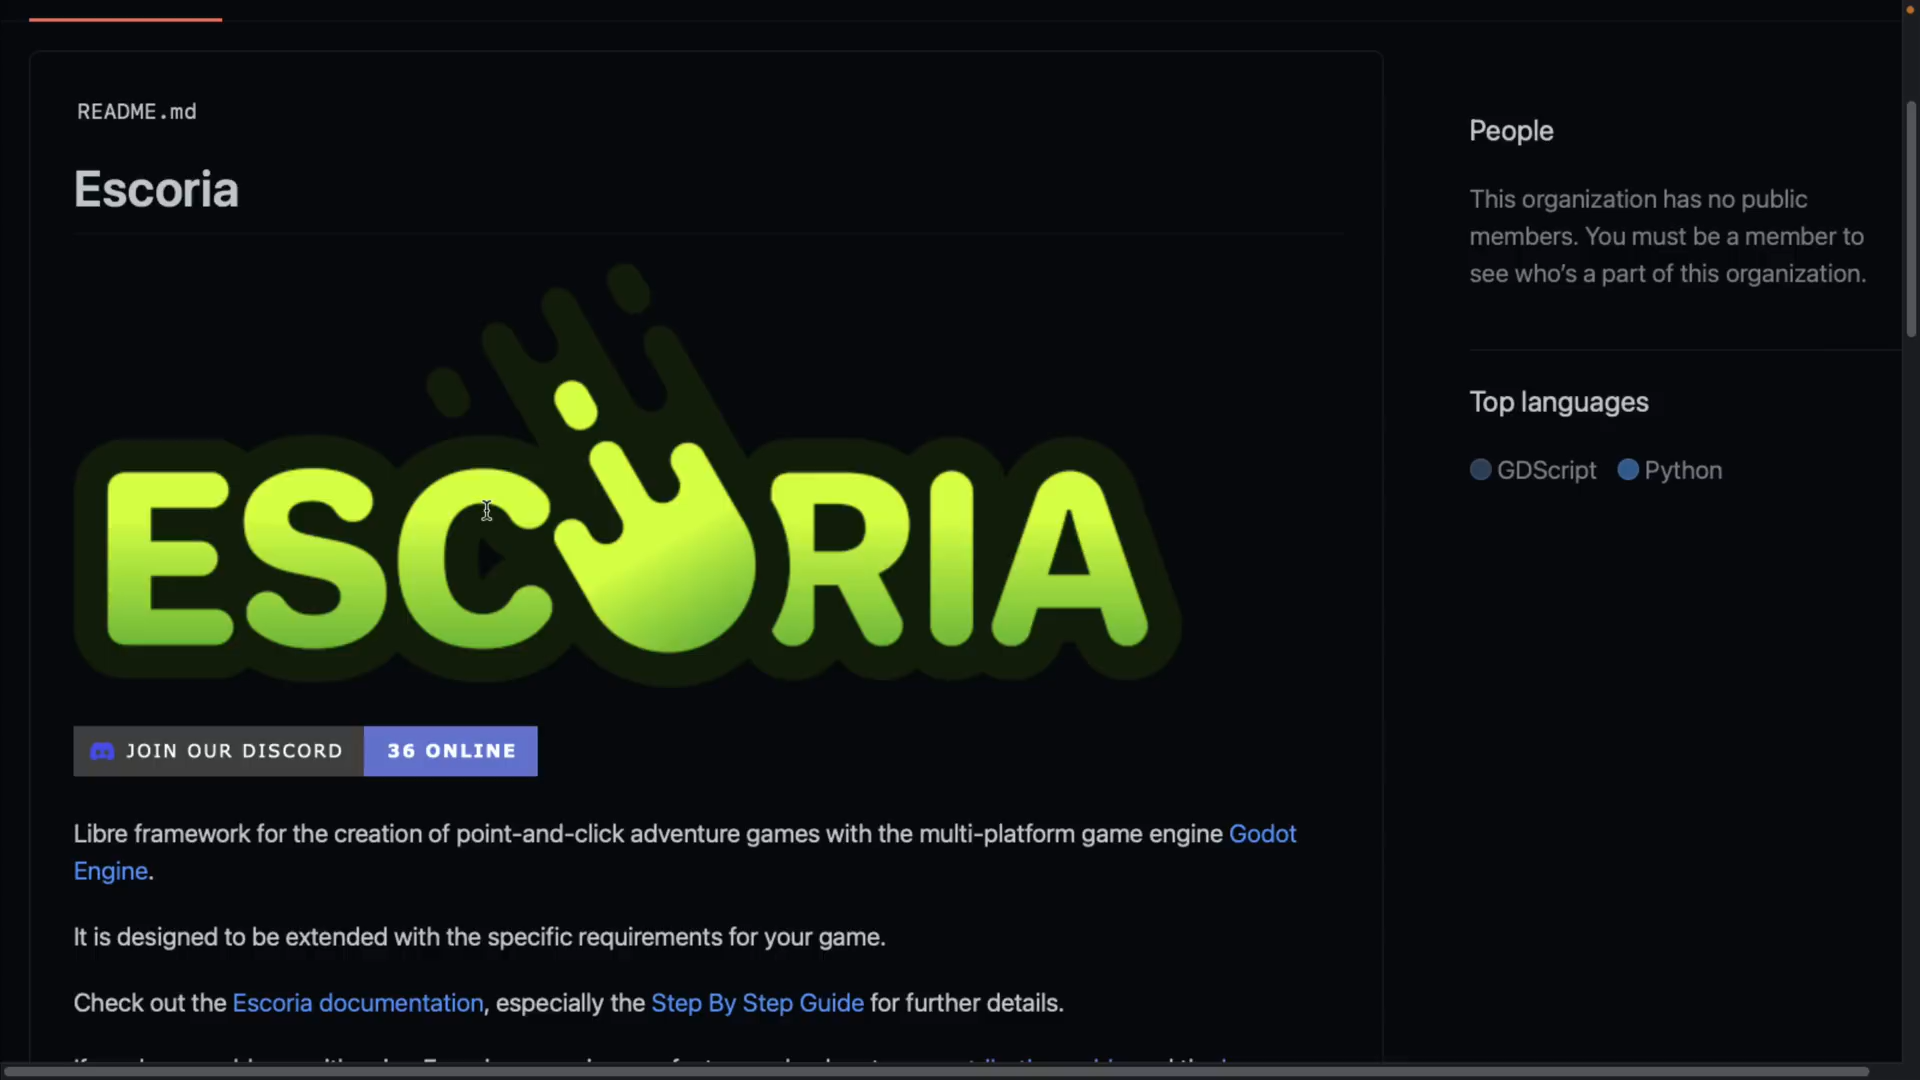 README.md
Escoria
ESCORIA
JOIN OUR DISCORD 36 ONLINE
Libre framework for the creation of point-and-click adventure games with the multi-platform game engine Godot
Engine.
It is designed to be extended with the specific requirements for your game.
Check out the Escoria documentation, especially the Step By Step Guide for further details.
People
This organization has no public
members. You must be a member to
see who's a part of this organization.
Top languages
GDScript Python